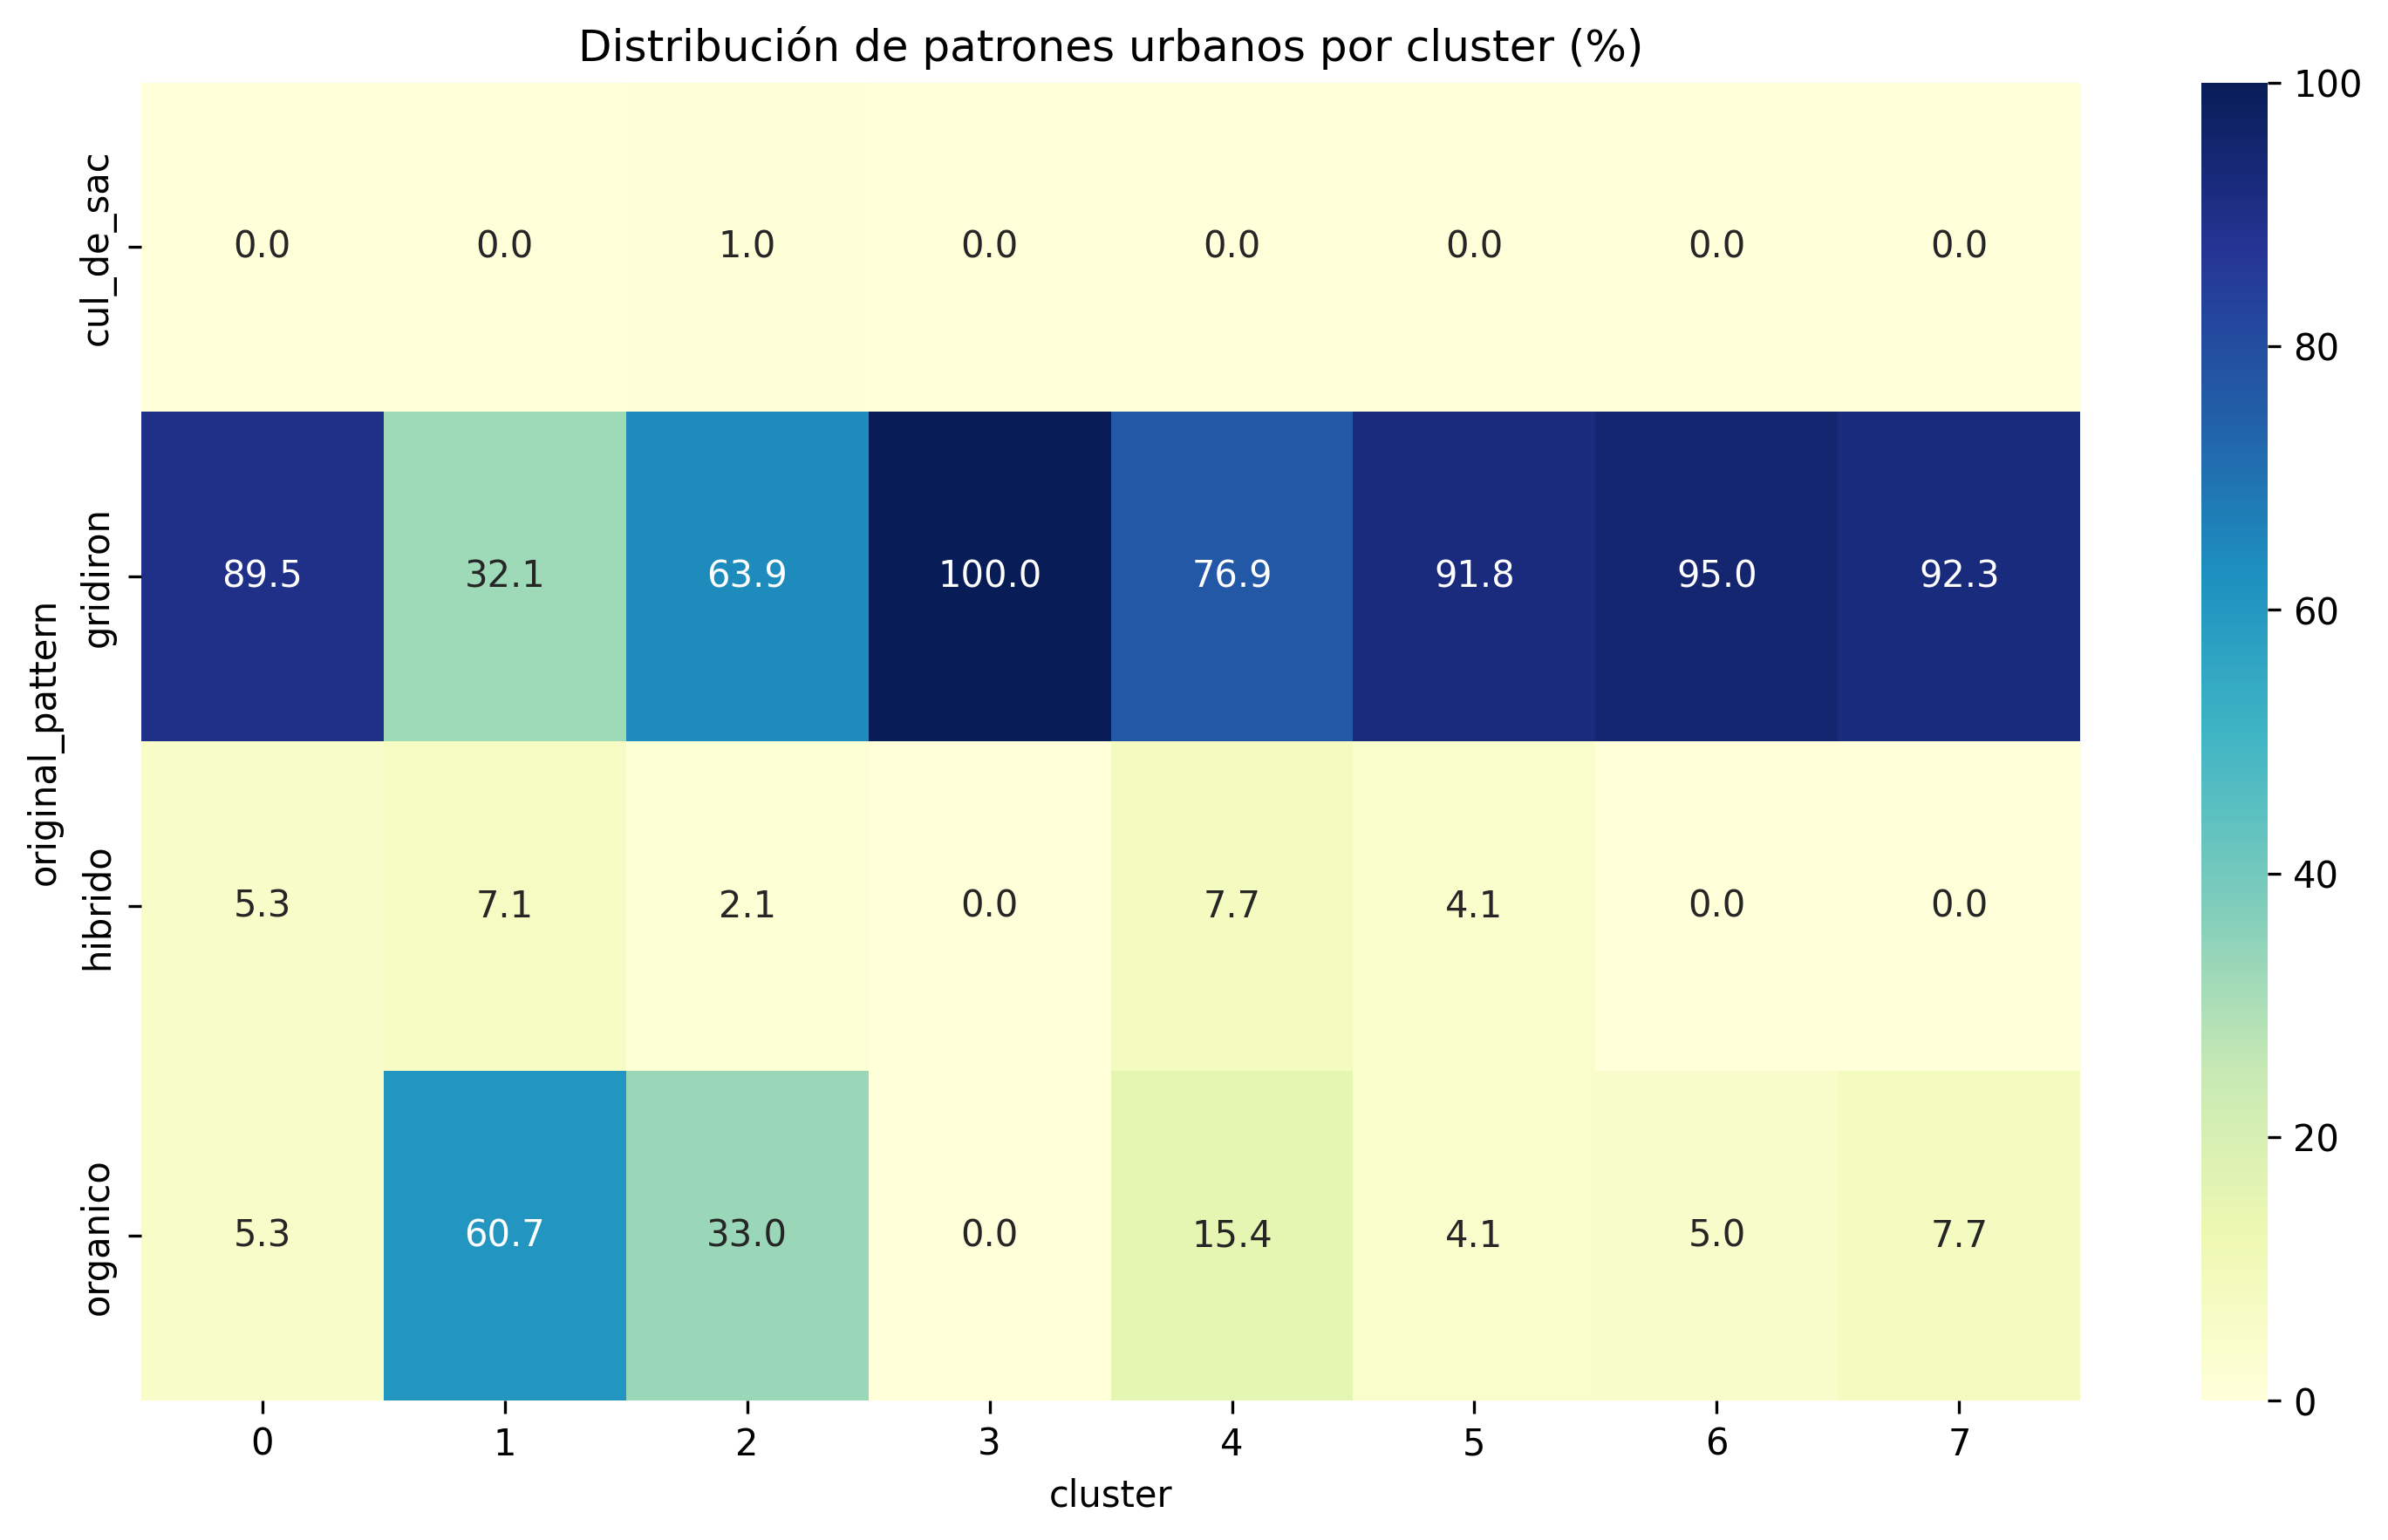 Distribución de patrones urbanos por cluster (%)
original_pattern
cul_de_sac
0.0 0.0 1.0 0.0 0.0 0.0 0.0 0.0
gridiron
89.5 32.1 63.9 100.0 76.9 91.8 95.0 92.3
hibrido
5.3 7.1 2.1 0.0 7.7 4.1 0.0 0.0
organico
5.3 60.7 33.0 0.0 15.4 4.1 5.0 7.7
0 1 2 3 4 5 6 7
cluster
100
80
60
40
20
0